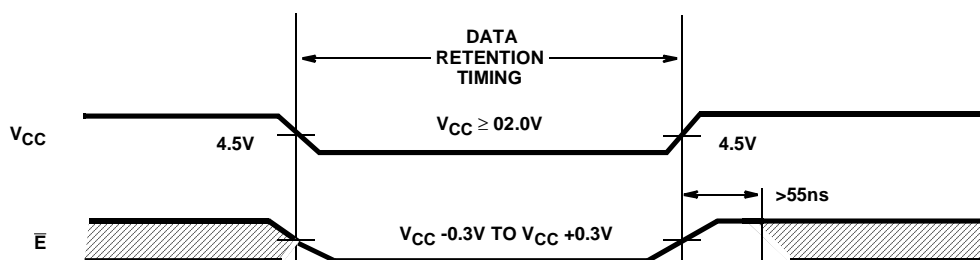 DATA
RETENTION
TIMING
VCC
4.5V
VCC ≥ 02.0V
4.5V
>55ns
E̅
VCC -0.3V TO VCC +0.3V